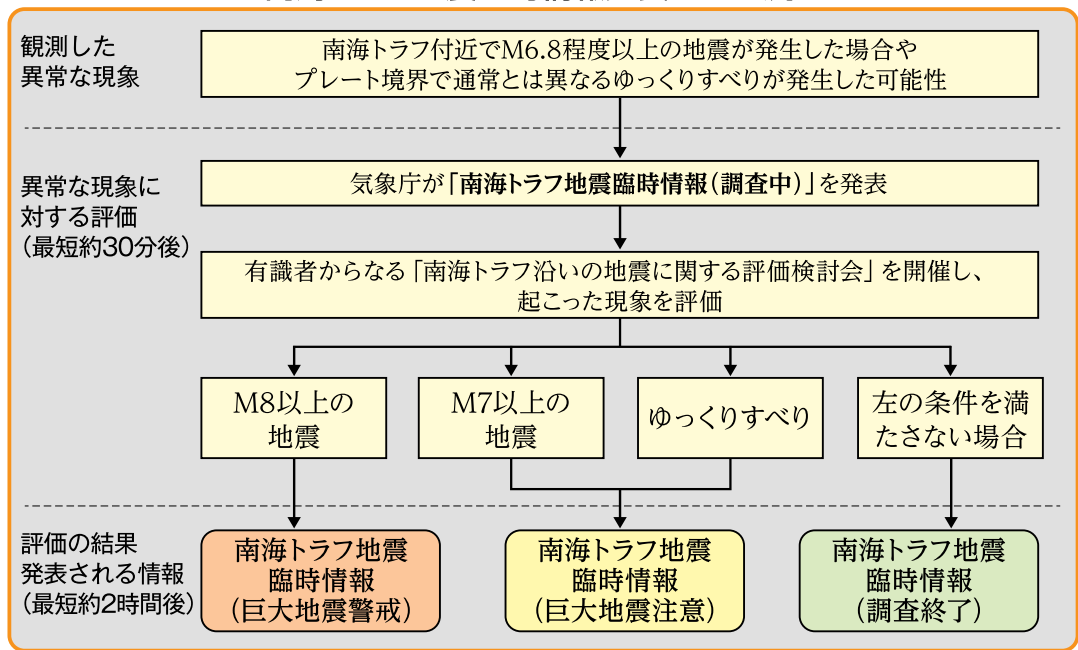 観測した
異常な現象
南海トラフ付近でM6.8程度以上の地震が発生した場合や
プレート境界で通常とは異なるゆっくりすべりが発生した可能性
異常な現象に
対する評価
(最短約30分後)
気象庁が「南海トラフ地震臨時情報(調査中)」を発表
有識者からなる「南海トラフ沿いの地震に関する評価検討会」を開催し、
起こった現象を評価
M8以上の
地震
M7以上の
地震
ゆっくりすべり
左の条件を満
たさない場合
評価の結果
発表される情報
(最短約2時間後)
南海トラフ地震
臨時情報
(巨大地震警戒)
南海トラフ地震
臨時情報
(巨大地震注意)
南海トラフ地震
臨時情報
(調査終了)